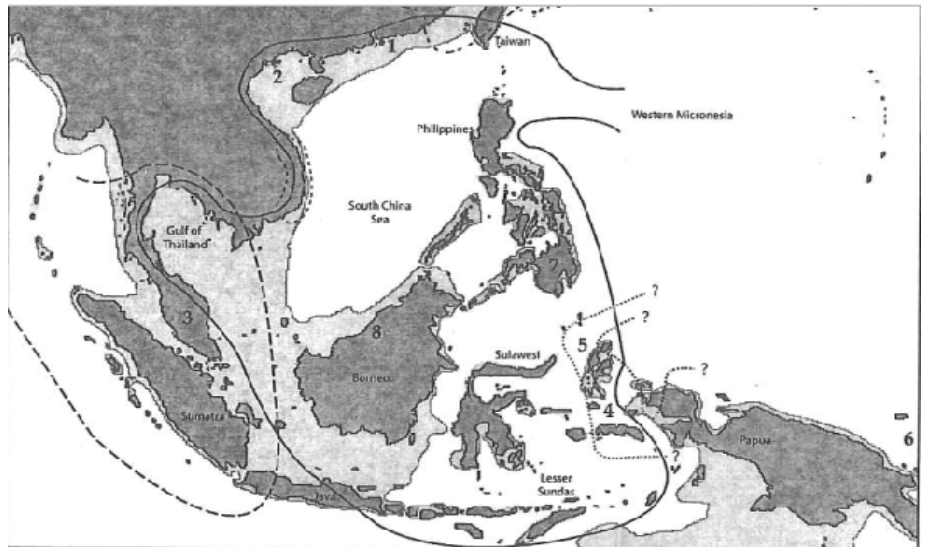 ?
1
Taiwan
2
Western Micronesia
Philippines
South China
Sea
Gulf of
Thailand
7
?
3
?
8
5
Sulawesi
?
Borneo
4
Sumatra
Papua
6
?
Lesser
Sundas
Java